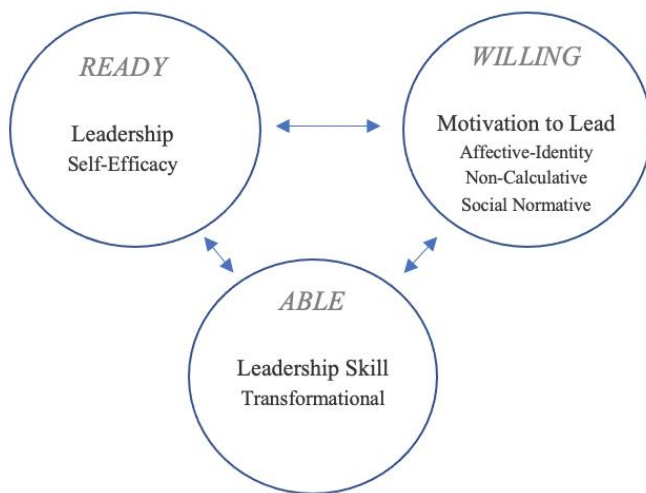 READY
Leadership
Self-Efficacy
WILLING
Motivation to Lead
Affective-Identity
Non-Calculative
Social Normative
ABLE
Leadership Skill
Transformational